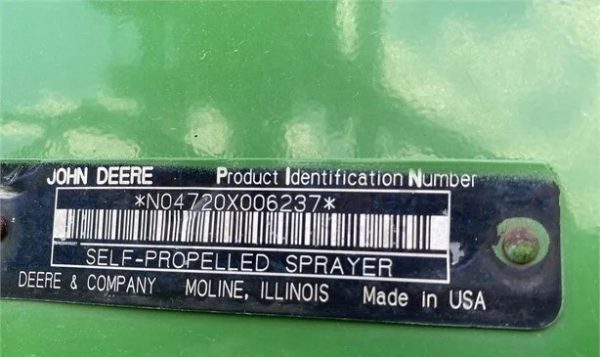 JOHN DEERE Product Identification Number
*N04720X006237*
SELF-PROPELLED SPRAYER
DEERE & COMPANY MOLINE, ILLINOIS Made in USA